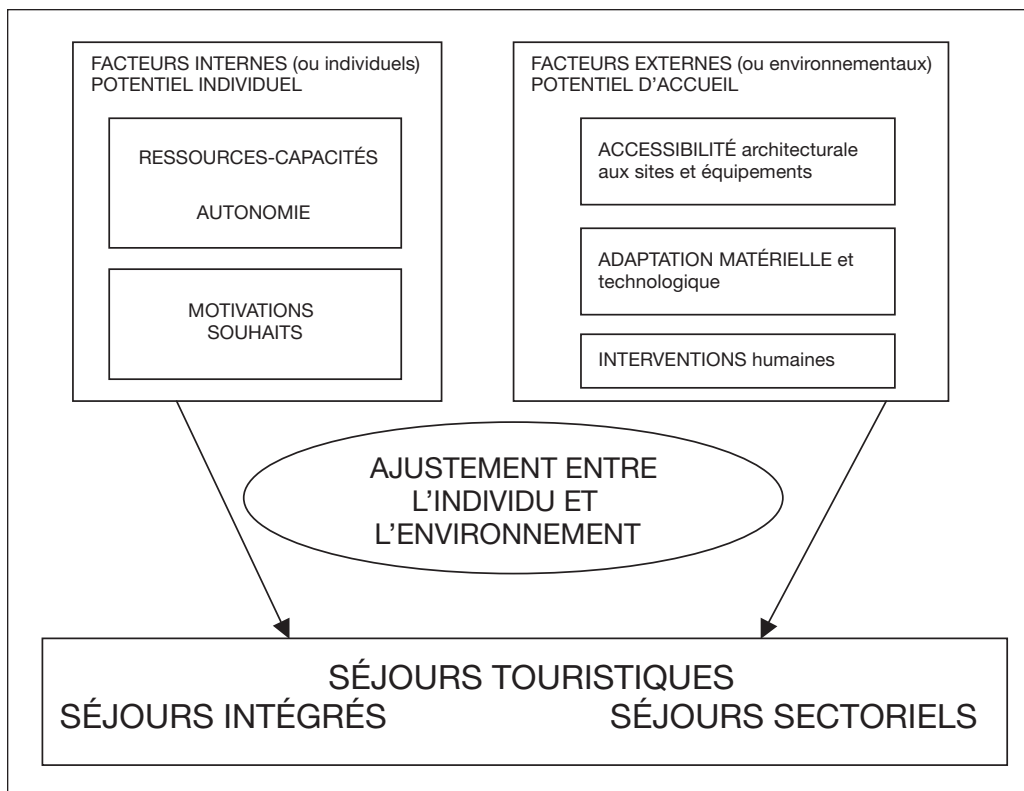 FACTEURS INTERNES (ou individuels)
POTENTIEL INDIVIDUEL
RESSOURCES-CAPACITÉS
AUTONOMIE
MOTIVATIONS
SOUHAITS
FACTEURS EXTERNES (ou environnementaux)
POTENTIEL D'ACCUEIL
ACCESSIBILITÉ architecturale
aux sites et équipements
ADAPTATION MATÉRIELLE et
technologique
INTERVENTIONS humaines
AJUSTEMENT ENTRE
L'INDIVIDU ET
L'ENVIRONNEMENT
SÉJOURS TOURISTIQUES
SÉJOURS INTÉGRÉS SÉJOURS SECTORIELS